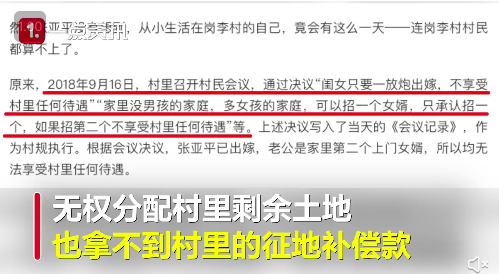 一点资讯
从小生活在岗李村的自己，竟会有这么一天——连岗李村村民
都算不上了。
原来，2018年9月16日，村里召开村民会议，通过决议“闺女只要一放炮出嫁，不享受
村里任何待遇”“家里没男孩的家庭，多女孩的家庭，可以招一个女婿，只承认招一
个，如果招第二个不享受村里任何待遇”等。上述决议写入了当天的《会议记录》，作
为村规执行。根据会议决议，张亚平已出嫁，老公是家里第二个上门女婿，所以均无
法享受村里任何待遇。
无权分配村里剩余土地
也拿不到村里的征地补偿款